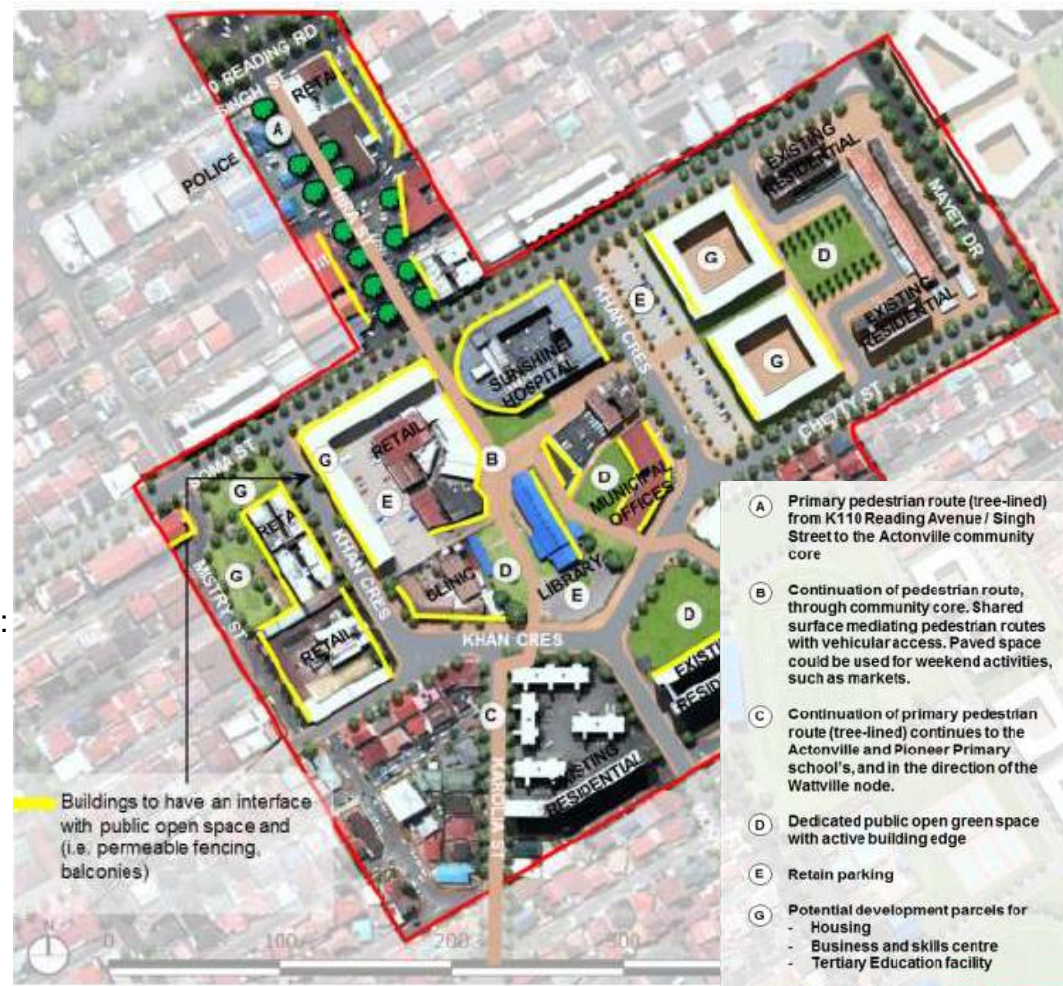 K110 READING RD
SINGH ST
RETAIL
A
POLICE
MIRA ST
EXISTING
RESIDENTIAL
MAYET DR
G
D
E
KHAN CRES
SUNSHINE
HOSPITAL
EXISTING
RESIDENTIAL
G
CHETTY ST
RETAIL
G
B
E
D
MUNICIPAL
OFFICES
G
RETAI
KHAN CRES
MISTRY ST
G
CLINIC
D
LIBRARY
E
D
RETAIL
KHAN CRES
:
C
KAROLIA ST
EXISTING
RESIDENTIAL
Buildings to have an interface
with public open space and
(i.e. permeable fencing,
balconies)
N
0 100 200 300
A Primary pedestrian route (tree-lined)
from K110 Reading Avenue / Singh
Street to the Actonville community
core
B Continuation of pedestrian route,
through community core. Shared
surface mediating pedestrian routes
with vehicular access. Paved space
could be used for weekend activities,
such as markets.
C Continuation of primary pedestrian
route (tree-lined) continues to the
Actonville and Pioneer Primary
school's, and in the direction of the
Wattville node.
D Dedicated public open green space
with active building edge
E Retain parking
G Potential development parcels for
- Housing
- Business and skills centre
- Tertiary Education facility